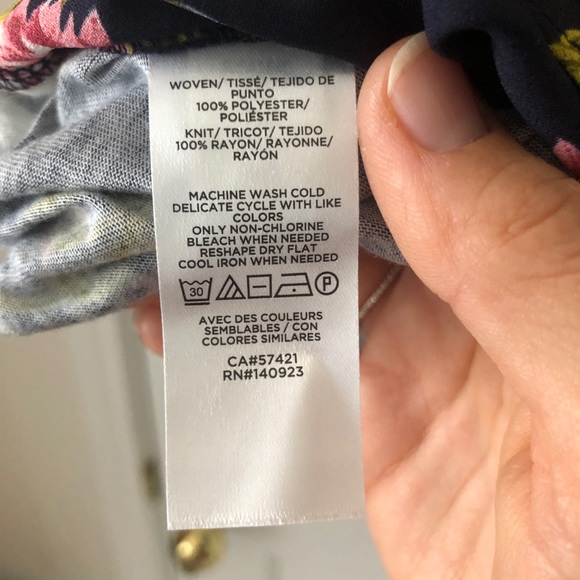 WOVEN/ TISSÉ/ TEJIDO DE
PUNTO
100% POLYESTER/
POLIÉSTER
KNIT/ TRICOT/ TEJIDO
100% RAYON/ RAYONNE/
RAYÓN
MACHINE WASH COLD
DELICATE CYCLE WITH LIKE
COLORS
ONLY NON-CHLORINE
BLEACH WHEN NEEDED
RESHAPE DRY FLAT
COOL IRON WHEN NEEDED
30 P
AVEC DES COULEURS
SEMBLABLES / CON
COLORES SIMILARES
CA#57421
RN#140923